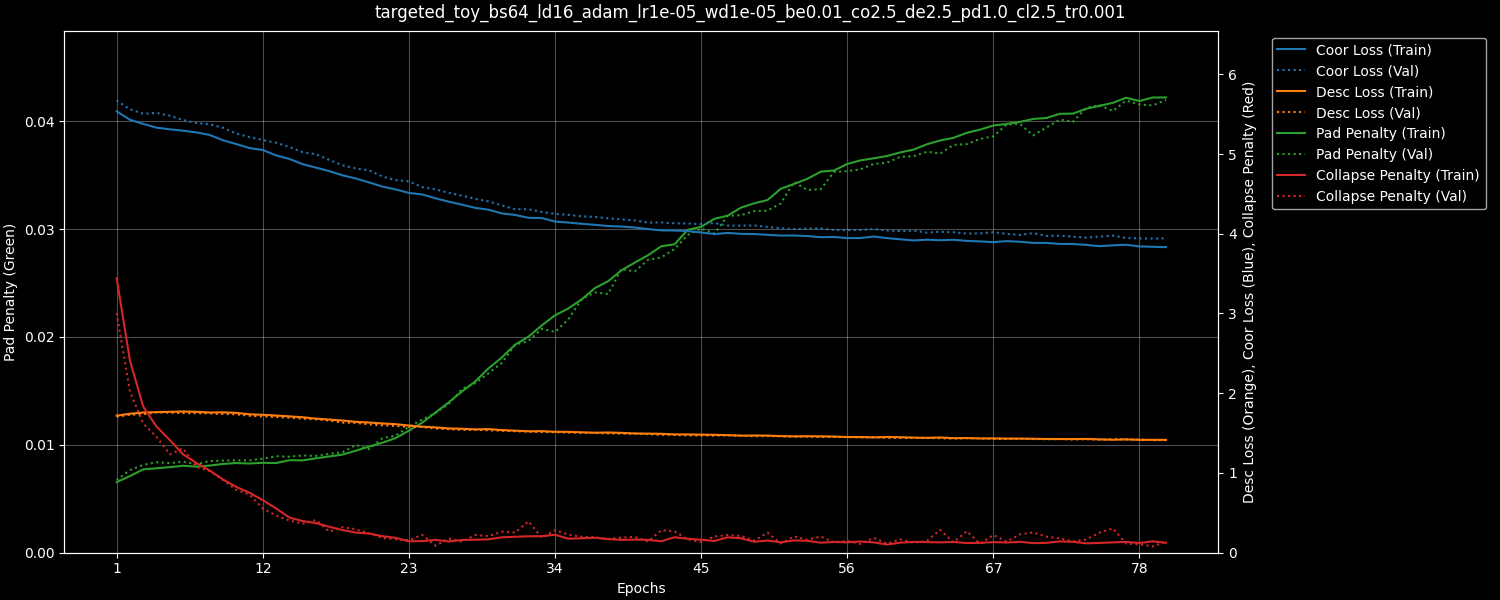 targeted_toy_bs64_ld16_adam_lr1e-05_wd1e-05_be0.01_co2.5_de2.5_pd1.0_cl2.5_tr0.001
Pad Penalty (Green)
0.04
0.03
0.02
0.01
0.00
1
12
23
34
45
56
67
78
Epochs
6
5
4
3
2
1
0
Desc Loss (Orange), Coor Loss (Blue), Collapse Penalty (Red)
Coor Loss (Train)
Coor Loss (Val)
Desc Loss (Train)
Desc Loss (Val)
Pad Penalty (Train)
Pad Penalty (Val)
Collapse Penalty (Train)
Collapse Penalty (Val)